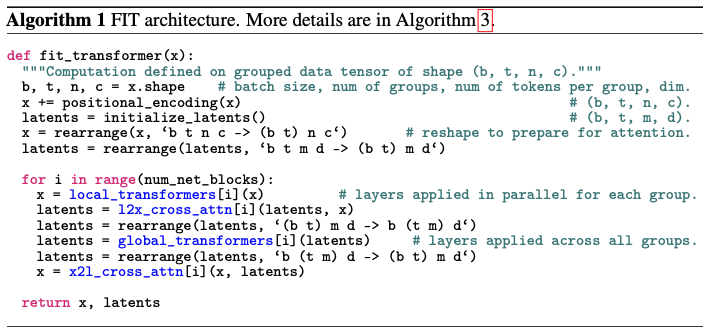 Algorithm 1 FIT architecture. More details are in Algorithm 3.
def fit_transformer(x):
"""Computation defined on grouped data tensor of shape (b, t, n, c)."""
b, t, n, c = x.shape # batch size, num of groups, num of tokens per group, dim.
x += positional_encoding(x) # (b, t, n, c).
latents = initialize_latents() # (b, t, m, d).
x = rearrange(x, ‘b t n c -> (b t) n c‘) # reshape to prepare for attention.
latents = rearrange(latents, ‘b t m d -> (b t) m d‘)
for i in range(num_net_blocks):
x = local_transformers[i](x) # layers applied in parallel for each group.
latents = l2x_cross_attn[i](latents, x)
latents = rearrange(latents, ‘(b t) m d -> b (t m) d‘)
latents = global_transformers[i](latents) # layers applied across all groups.
latents = rearrange(latents, ‘b (t m) d -> (b t) m d‘)
x = x2l_cross_attn[i](x, latents)
return x, latents